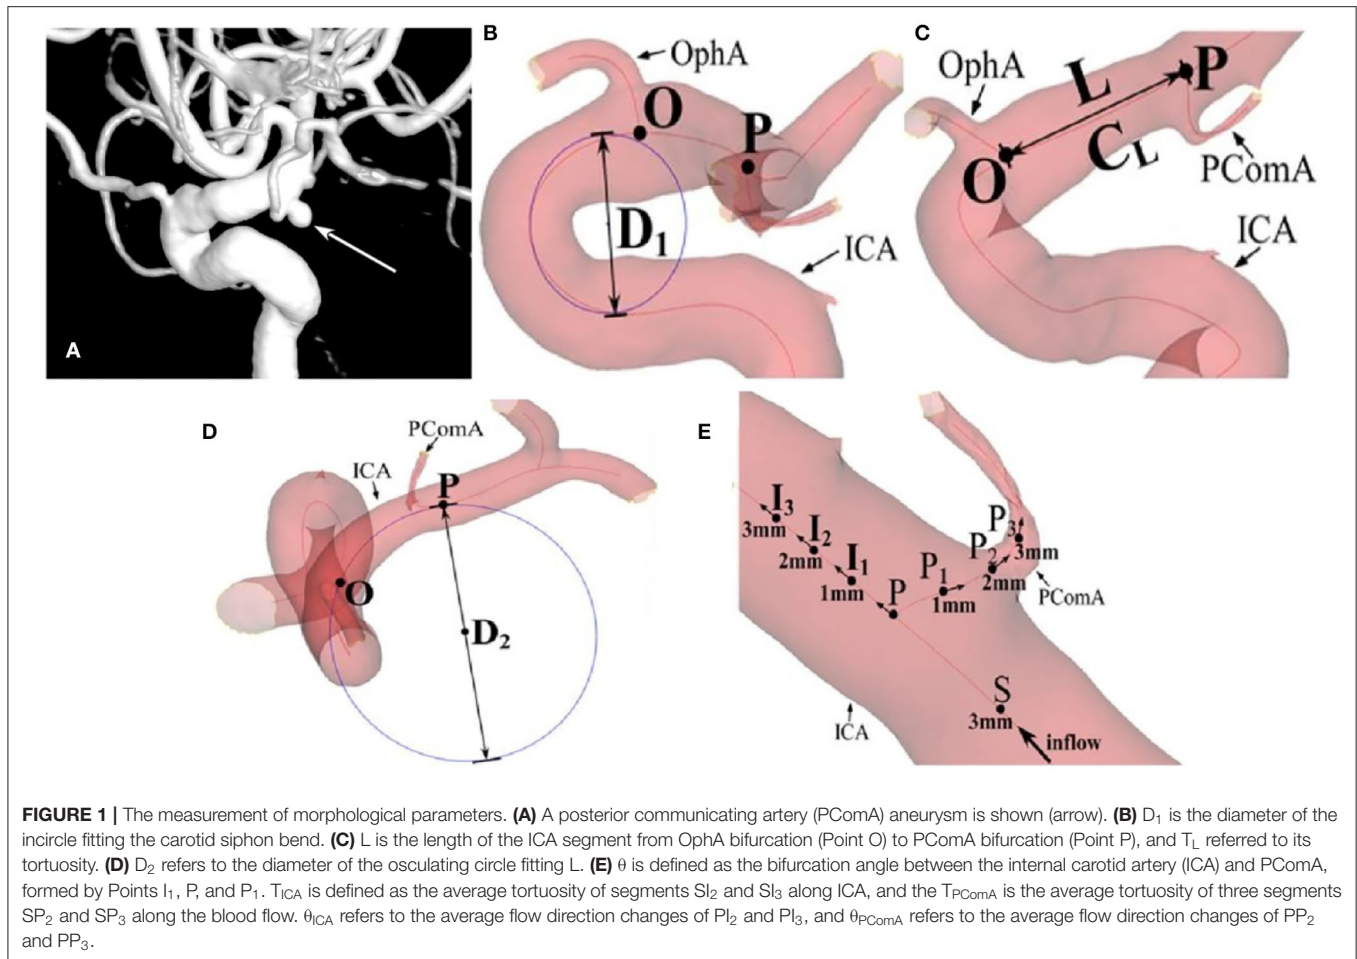 A
B
OphA
O
P
D1
ICA
C
OphA
L
P
CL
O
PComA
ICA
D
PComA
ICA
P
O
D2
E
I3
3mm
I2
2mm
I1
1mm
P
P1
1mm
P2
2mm
P3
3mm
PComA
S
3mm
ICA
inflow
FIGURE 1 | The measurement of morphological parameters. (A) A posterior communicating artery (PComA) aneurysm is shown (arrow). (B) D1 is the diameter of the
incircle fitting the carotid siphon bend. (C) L is the length of the ICA segment from OphA bifurcation (Point O) to PComA bifurcation (Point P), and TL referred to its
tortuosity. (D) D2 refers to the diameter of the osculating circle fitting L. (E) θ is defined as the bifurcation angle between the internal carotid artery (ICA) and PComA,
formed by Points I1, P, and P1. TICA is defined as the average tortuosity of segments SI2 and SI3 along ICA, and the TPComA is the average tortuosity of three segments
SP2 and SP3 along the blood flow. θICA refers to the average flow direction changes of PI2 and PI3, and θPComA refers to the average flow direction changes of PP2
and PP3.